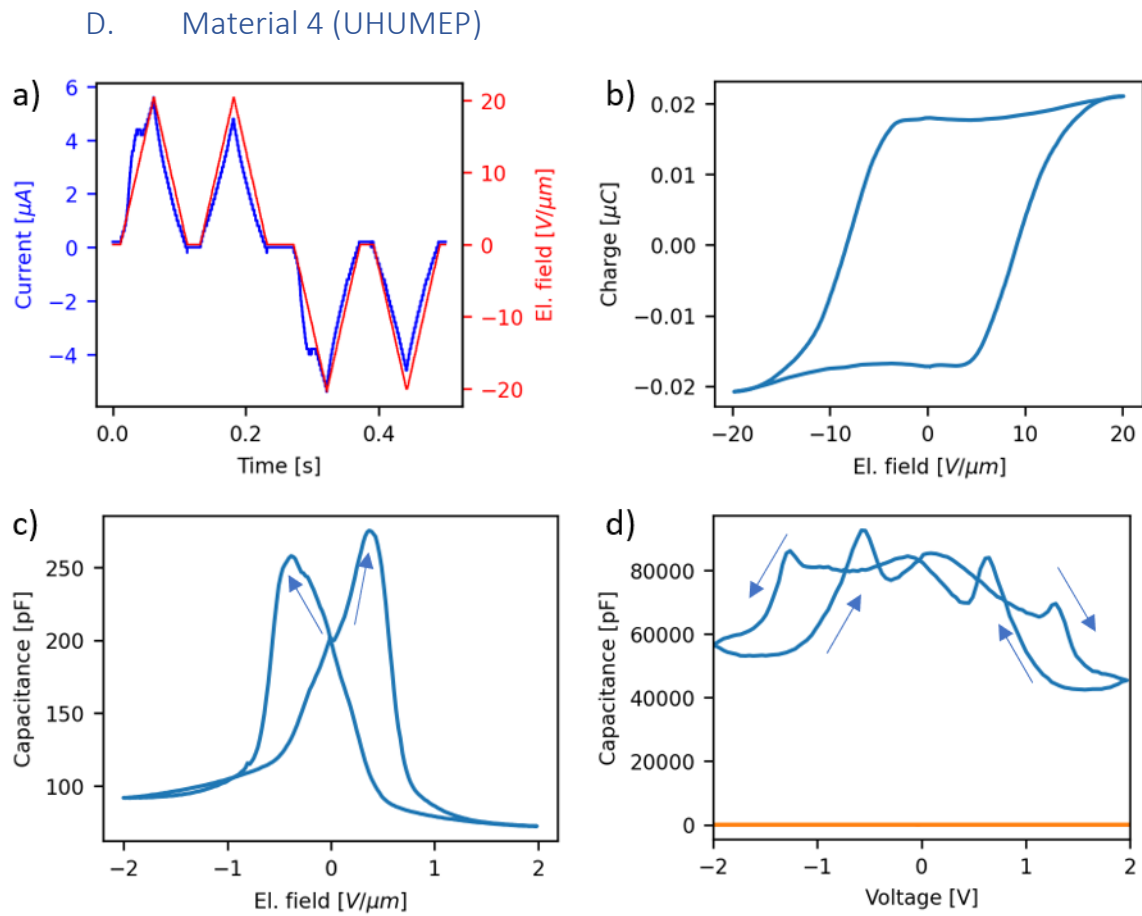 D. Material 4 (UHUMEP)
a)
6
4
2
0
−2
−4
Current [μA]
20
10
0
−10
−20
El. field [V/μm]
0.0 0.2 0.4
Time [s]
b)
0.02
0.01
0.00
−0.01
−0.02
Charge [μC]
−20 −10 0 10 20
El. field [V/μm]
c)
250
200
150
100
Capacitance [pF]
−2 −1 0 1 2
El. field [V/μm]
d)
80000
60000
40000
20000
0
Capacitance [pF]
−2 −1 0 1 2
Voltage [V]